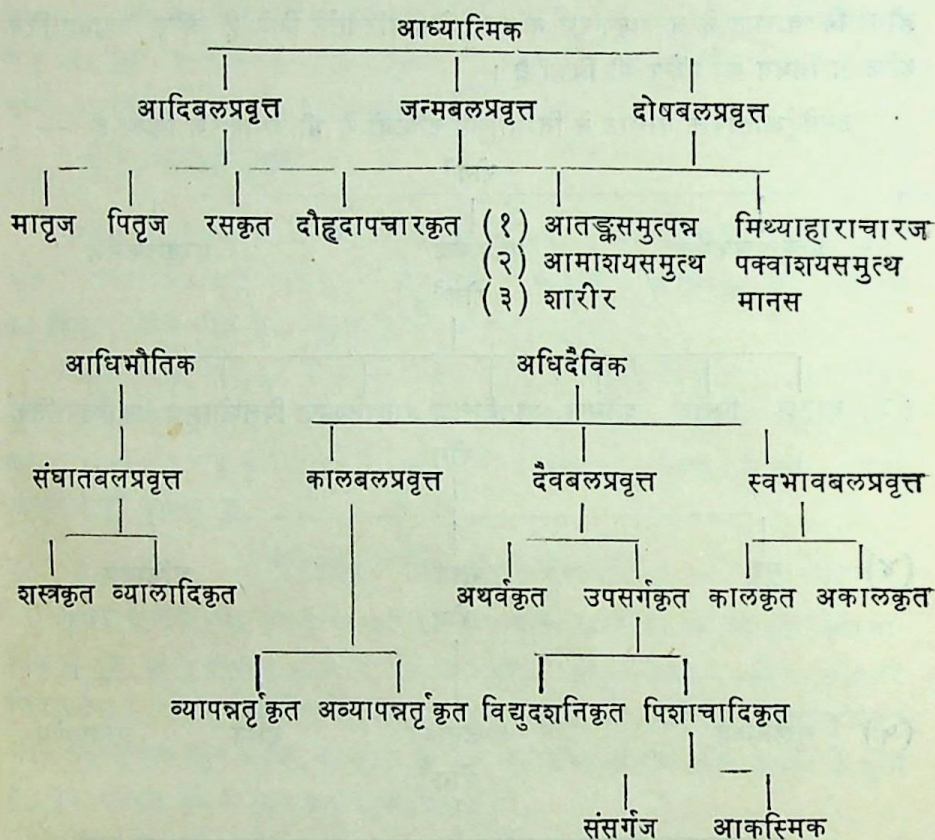 आध्यात्मिक
आदिबलप्रवृत्त जन्मबलप्रवृत्त दोषबलप्रवृत्त
मातृज पितृज रसकृत दौहृदापचारकृत (१) आतङ्कसमुत्पन्न मिथ्याहाराचारज
(२) आमाशयसमुत्थ पक्वाशयसमुत्थ
(३) शारीर मानस
आधिभौतिक अधिदैविक
संघातबलप्रवृत्त कालबलप्रवृत्त दैवबलप्रवृत्त स्वभावबलप्रवृत्त
शस्त्रकृत व्यालादिकृत अथर्वकृत उपसर्गकृत कालकृत अकालकृत
व्यापन्नर्तृकृत अव्यापन्नर्तृकृत विद्युदशनिकृत पिशाचादिकृत
संसर्गज आकस्मिक